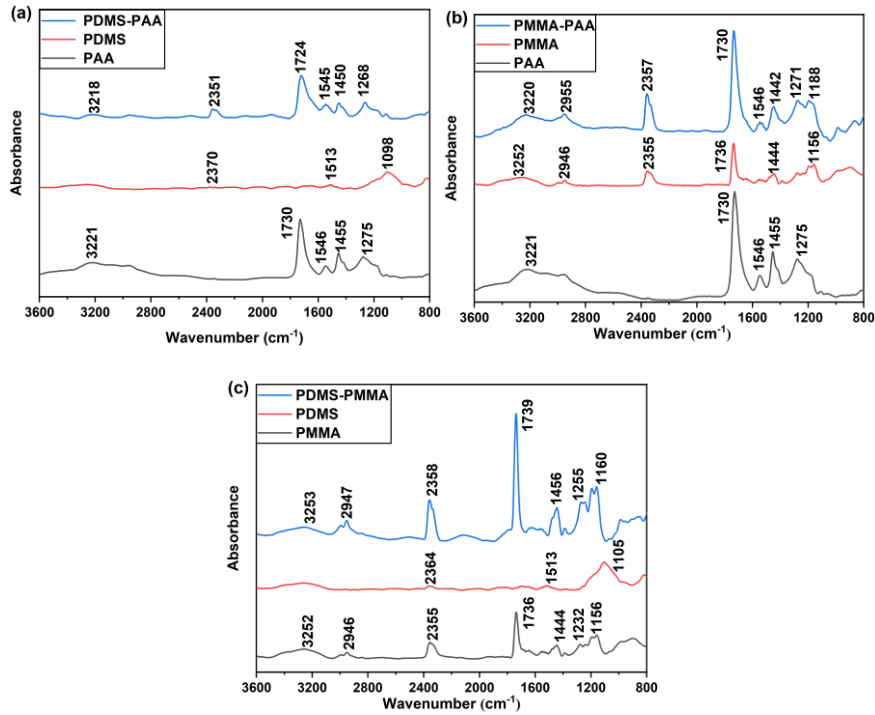 (a)
PDMS-PAA
PDMS
PAA
3218
2351
1724
1545
1450
1268
2370
1513
1098
3221
1730
1546
1455
1275
Absorbance
3600 3200 2800 2400 2000 1600 1200 800
Wavenumber (cm⁻¹)
(b)
PMMA-PAA
PMMA
PAA
3220
2955
2357
1730
1546
1442
1271
1188
3252
2946
2355
1736
1444
1156
3221
1730
1546
1455
1275
Absorbance
3600 3200 2800 2400 2000 1600 1200 800
Wavenumber (cm⁻¹)
(c)
PDMS-PMMA
PDMS
PMMA
3253
2947
2358
1739
1456
1255
1160
2364
1513
1105
3252
2946
2355
1736
1444
1232
1156
Absorbance
3600 3200 2800 2400 2000 1600 1200 800
Wavenumber (cm⁻¹)